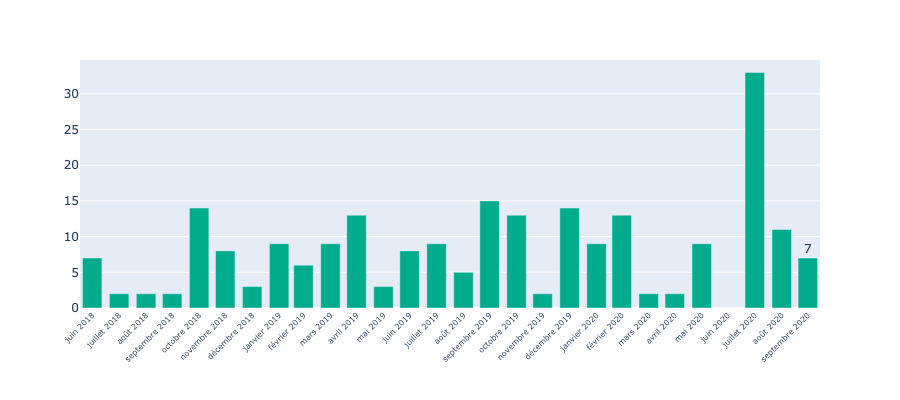 30
25
20
15
10
5
0
7
juin 2018
juillet 2018
août 2018
septembre 2018
octobre 2018
novembre 2018
décembre 2018
janvier 2019
février 2019
mars 2019
avril 2019
mai 2019
juin 2019
juillet 2019
août 2019
septembre 2019
octobre 2019
novembre 2019
décembre 2019
janvier 2020
février 2020
mars 2020
avril 2020
mai 2020
juin 2020
juillet 2020
août 2020
septembre 2020